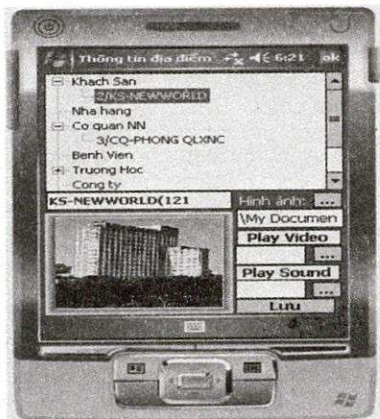 Thông tin địa điểm 6:21 ok
Khach San
2/KS-NEWWORLD
Nha hang
Co quan NN
3/CQ-PHONG QLXNC
Benh Vien
Truong Hoc
Cong ty
KS-NEWWORLD(121
Hình ảnh: ...
\My Documen
Play Video
...
Play Sound
...
Lưu